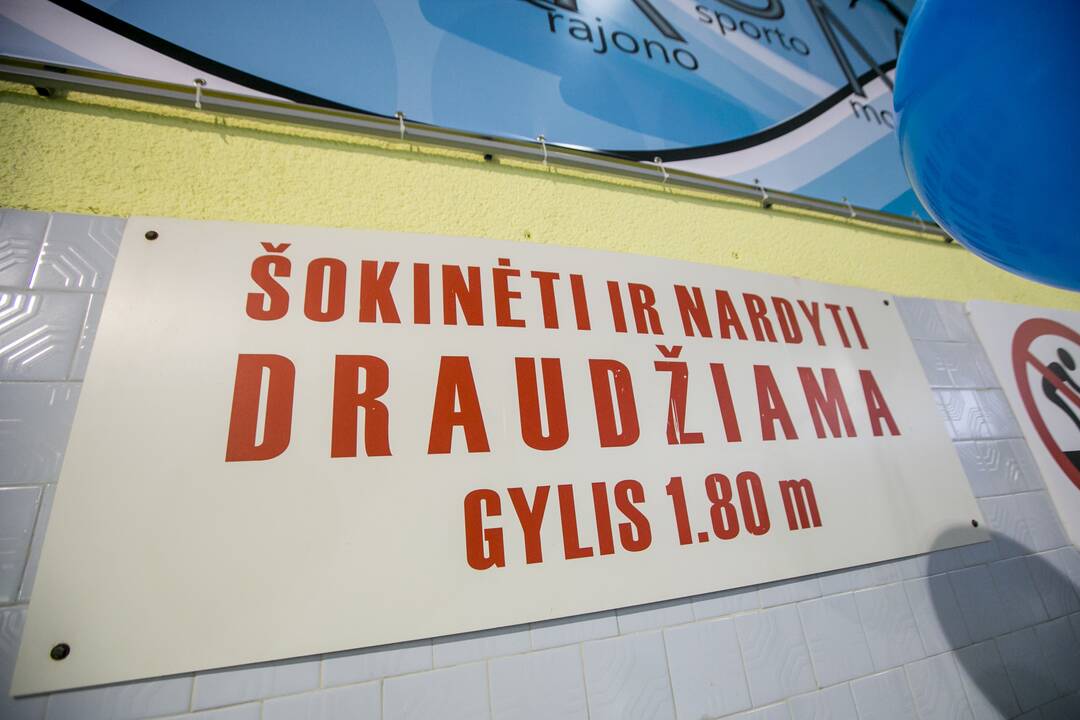 rajono
sporto
ŠOKINĖTI IR NARDYTI
DRAUDŽIAMA
GYLIS 1.80 m